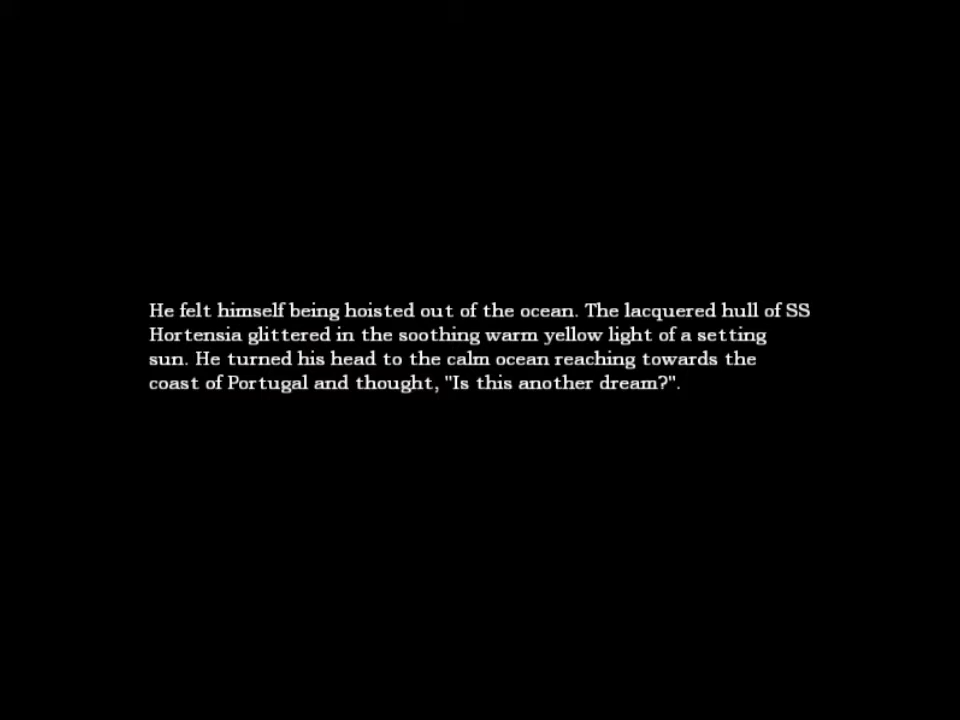 He felt himself being hoisted out of the ocean. The lacquered hull of SS
Hortensia glittered in the soothing warm yellow light of a setting
sun. He turned his head to the calm ocean reaching towards the
coast of Portugal and thought, "Is this another dream?".